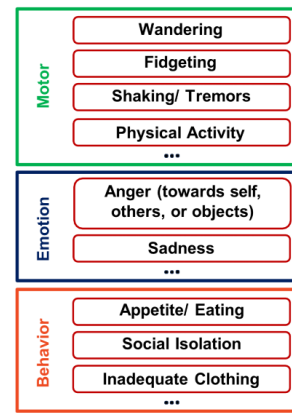 Motor
Wandering
Fidgeting
Shaking/ Tremors
Physical Activity
...
Emotion
Anger (towards self,
others, or objects)
Sadness
...
Behavior
Appetite/ Eating
Social Isolation
Inadequate Clothing
...